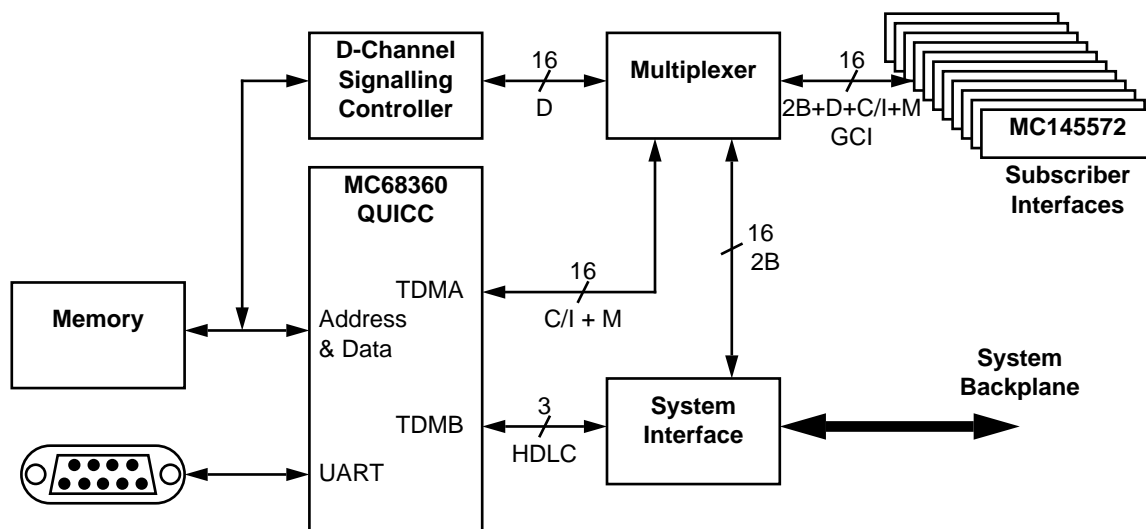 D-Channel
Signalling
Controller
16
D
Multiplexer
16
2B+D+C/I+M
GCI
MC145572
Subscriber
Interfaces
MC68360
QUICC
TDMA
16
C/I + M
16
2B
Memory
Address
& Data
TDMB
3
HDLC
System
Interface
System
Backplane
UART